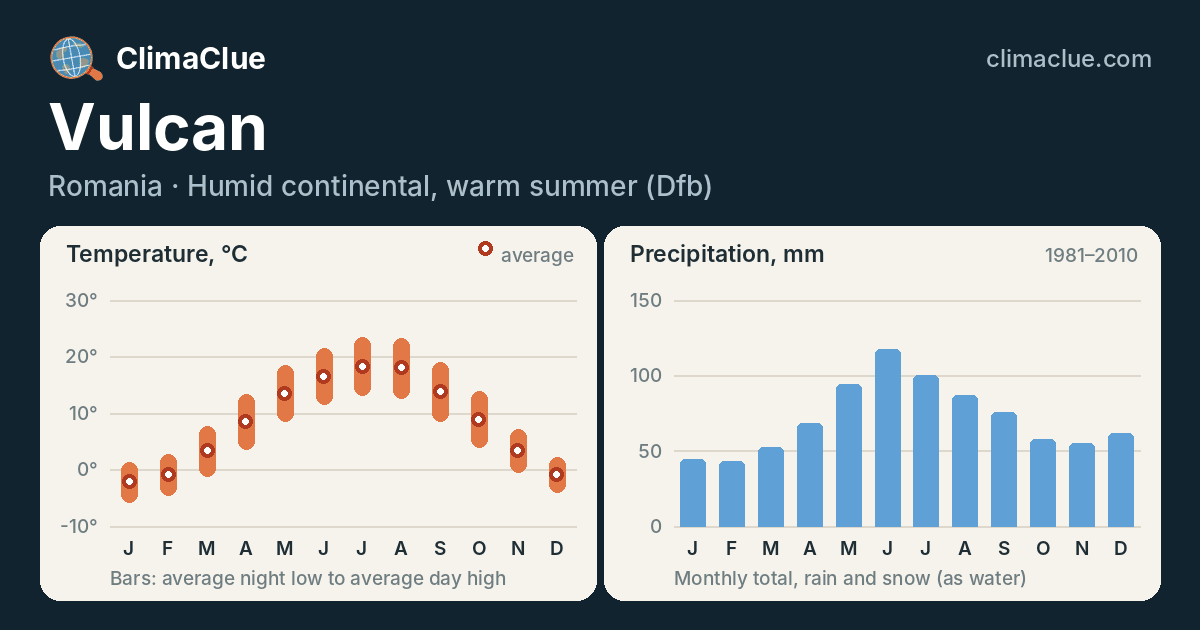 ClimaClue
climaclue.com
Vulcan
Romania · Humid continental, warm summer (Dfb)
Temperature, °C
average
30°
20°
10°
0°
-10°
J F M A M J J A S O N D
Bars: average night low to average day high
Precipitation, mm
1981–2010
150
100
50
0
J F M A M J J A S O N D
Monthly total, rain and snow (as water)